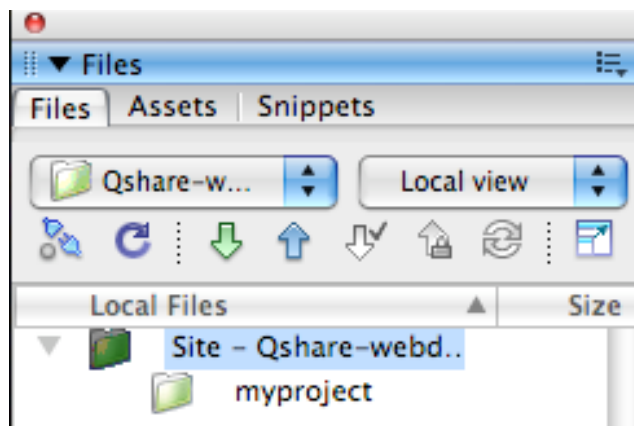 Files
Files Assets Snippets
Qshare-w... Local view
Local Files Size
Site - Qshare-webd..
myproject